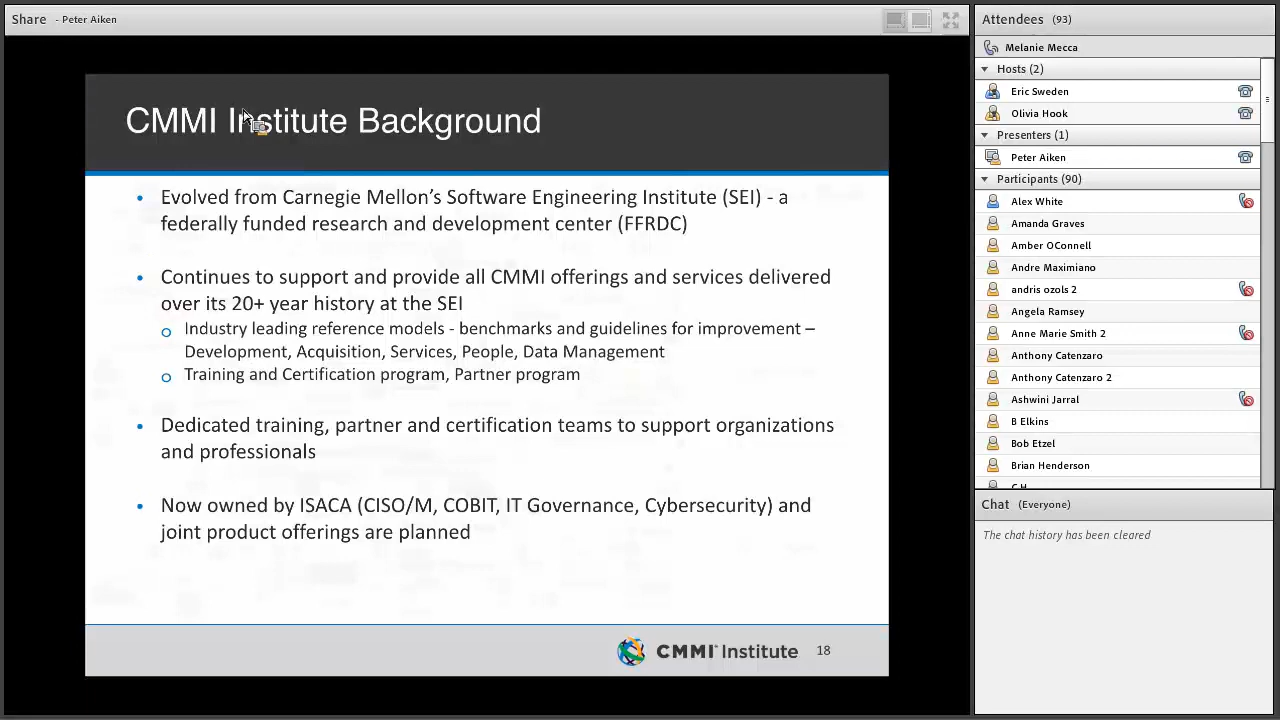 Share - Peter Aiken
CMMI Institute Background
• Evolved from Carnegie Mellon's Software Engineering Institute (SEI) - a
federally funded research and development center (FFRDC)
• Continues to support and provide all CMMI offerings and services delivered
over its 20+ year history at the SEI
o Industry leading reference models - benchmarks and guidelines for improvement –
Development, Acquisition, Services, People, Data Management
o Training and Certification program, Partner program
• Dedicated training, partner and certification teams to support organizations
and professionals
• Now owned by ISACA (CISO/M, COBIT, IT Governance, Cybersecurity) and
joint product offerings are planned
CMMI Institute 18
Attendees (93)
Melanie Mecca
Hosts (2)
Eric Sweden
Olivia Hook
Presenters (1)
Peter Aiken
Participants (90)
Alex White
Amanda Graves
Amber OConnell
Andre Maximiano
andris ozols 2
Angela Ramsey
Anne Marie Smith 2
Anthony Catenzaro
Anthony Catenzaro 2
Ashwini Jarral
B Elkins
Bob Etzel
Brian Henderson
Chat (Everyone)
The chat history has been cleared